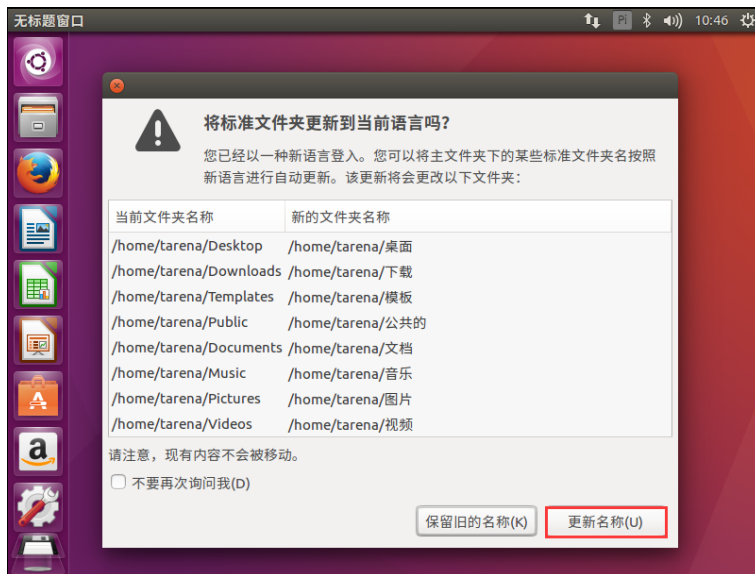 无标题窗口
Pi
10:46
将标准文件夹更新到当前语言吗?
您已经以一种新语言登入。您可以将主文件夹下的某些标准文件夹名按照
新语言进行自动更新。该更新将会更改以下文件夹:
当前文件夹名称 新的文件夹名称
/home/tarena/Desktop /home/tarena/桌面
/home/tarena/Downloads /home/tarena/下载
/home/tarena/Templates /home/tarena/模板
/home/tarena/Public /home/tarena/公共的
/home/tarena/Documents /home/tarena/文档
/home/tarena/Music /home/tarena/音乐
/home/tarena/Pictures /home/tarena/图片
/home/tarena/Videos /home/tarena/视频
请注意，现有内容不会被移动。
不要再次询问我(D)
保留旧的名称(K) 更新名称(U)